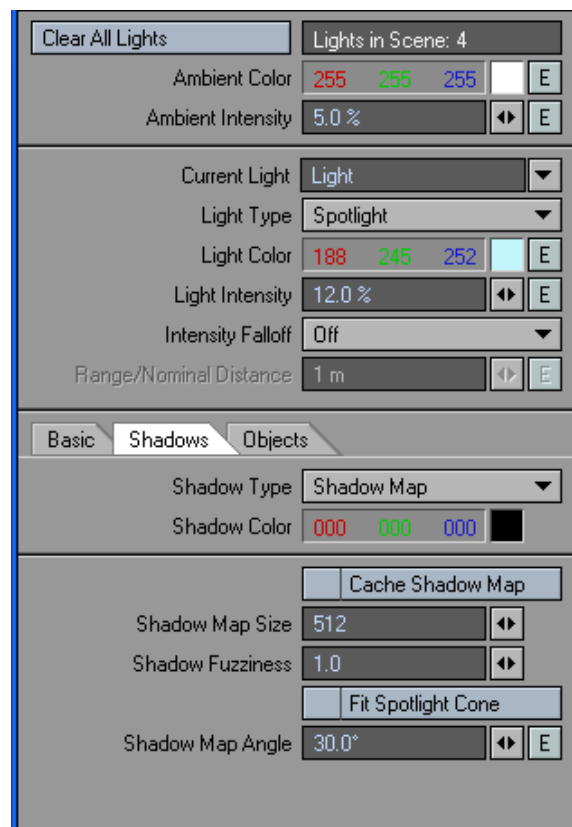 Clear All Lights Lights in Scene: 4
Ambient Color 255 255 255 E
Ambient Intensity 5.0 % E
Current Light Light
Light Type Spotlight
Light Color 188 245 252 E
Light Intensity 12.0 % E
Intensity Falloff Off
Range/Nominal Distance 1 m E
Basic Shadows Objects
Shadow Type Shadow Map
Shadow Color 000 000 000
Cache Shadow Map
Shadow Map Size 512
Shadow Fuzziness 1.0
Fit Spotlight Cone
Shadow Map Angle 30.0° E